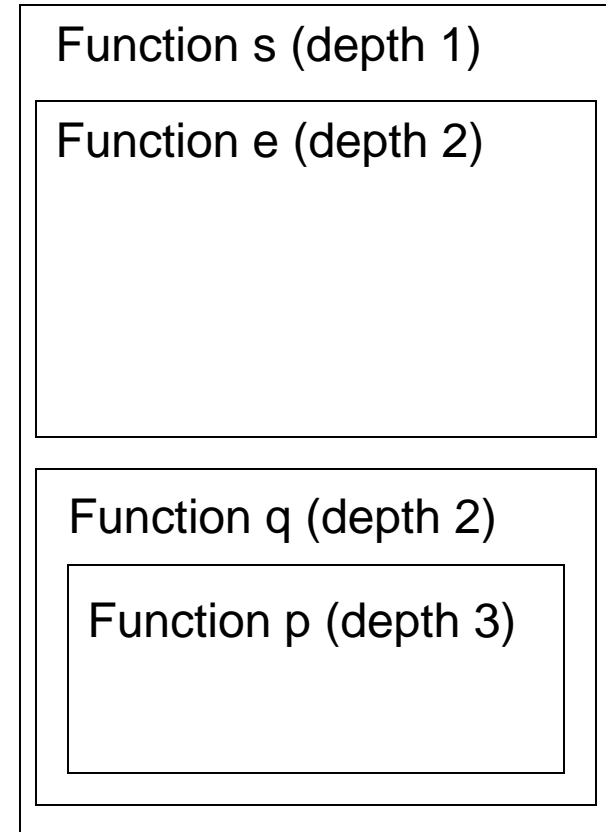 Function s (depth 1)
Function e (depth 2)
Function q (depth 2)
Function p (depth 3)